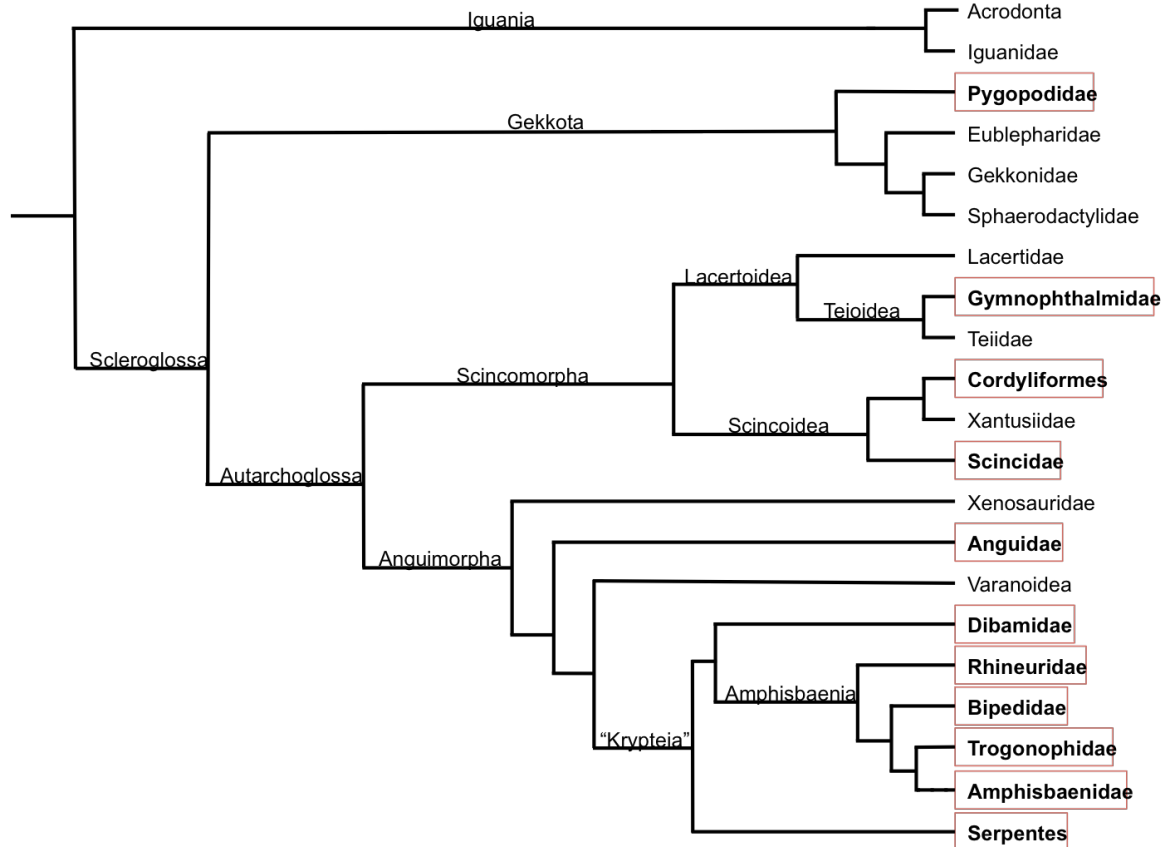 Acrodonta
Iguania
Iguanidae
Pygopodidae
Gekkota
Eublepharidae
Gekkonidae
Sphaerodactylidae
Lacertidae
Lacertoidea
Gymnophthalmidae
Teioidea
Teiidae
Scleroglossa
Scincomorpha
Cordyliformes
Xantusiidae
Scincoidea
Scincidae
Autarchoglossa
Xenosauridae
Anguidae
Anguimorpha
Varanoidea
Dibamidae
Rhineuridae
Amphisbaenia
Bipedidae
“Krypteia”
Trogonophidae
Amphisbaenidae
Serpentes